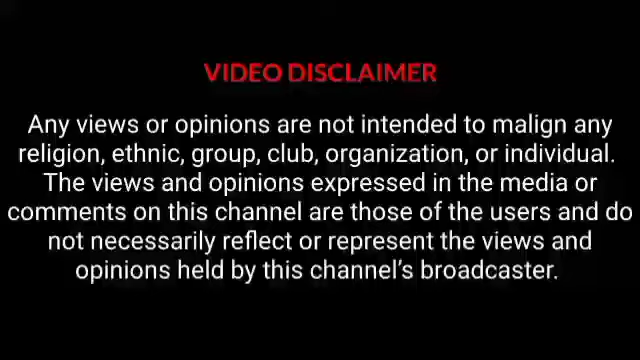 VIDEO DISCLAIMER
Any views or opinions are not intended to malign any
religion, ethnic, group, club, organization, or individual.
The views and opinions expressed in the media or
comments on this channel are those of the users and do
not necessarily reflect or represent the views and
opinions held by this channel’s broadcaster.